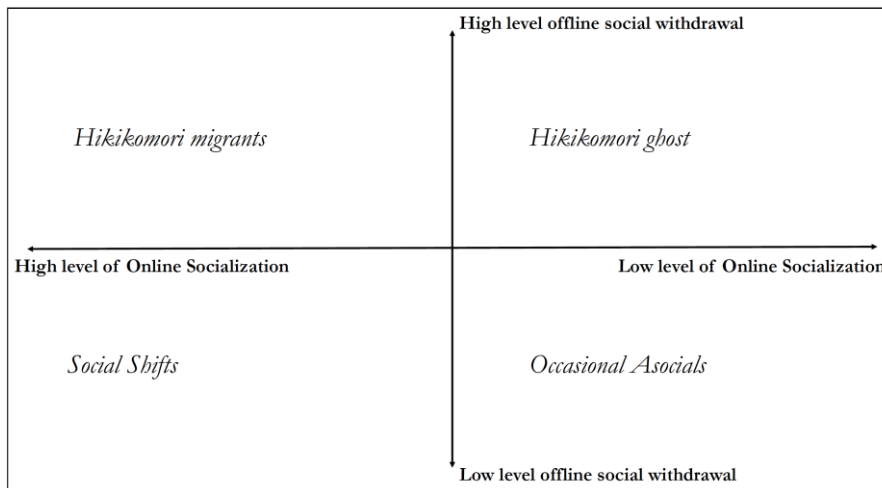 High level offline social withdrawal
Hikikomori migrants
Hikikomori ghost
High level of Online Socialization
Low level of Online Socialization
Social Shifts
Occasional Asocials
Low level offline social withdrawal